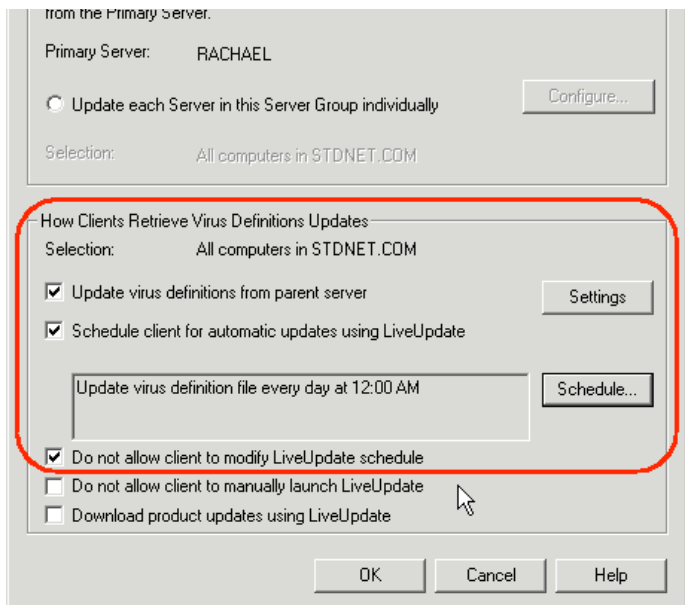 from the Primary Server.
Primary Server: RACHAEL
Update each Server in this Server Group individually
Configure...
Selection: All computers in STDNET.COM
How Clients Retrieve Virus Definitions Updates
Selection: All computers in STDNET.COM
Update virus definitions from parent server
Settings
Schedule client for automatic updates using LiveUpdate
Update virus definition file every day at 12:00 AM
Schedule...
Do not allow client to modify LiveUpdate schedule
Do not allow client to manually launch LiveUpdate
Download product updates using LiveUpdate
OK Cancel Help